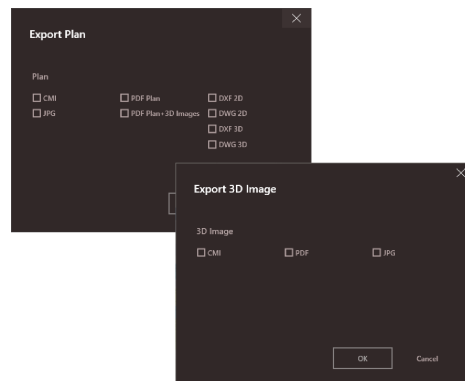 Export Plan
Plan
CMI
PDF Plan
DXF 2D
JPG
PDF Plan+3D Images
DWG 2D
DXF 3D
DWG 3D
Export 3D Image
3D Image
CMI
PDF
JPG
OK
Cancel